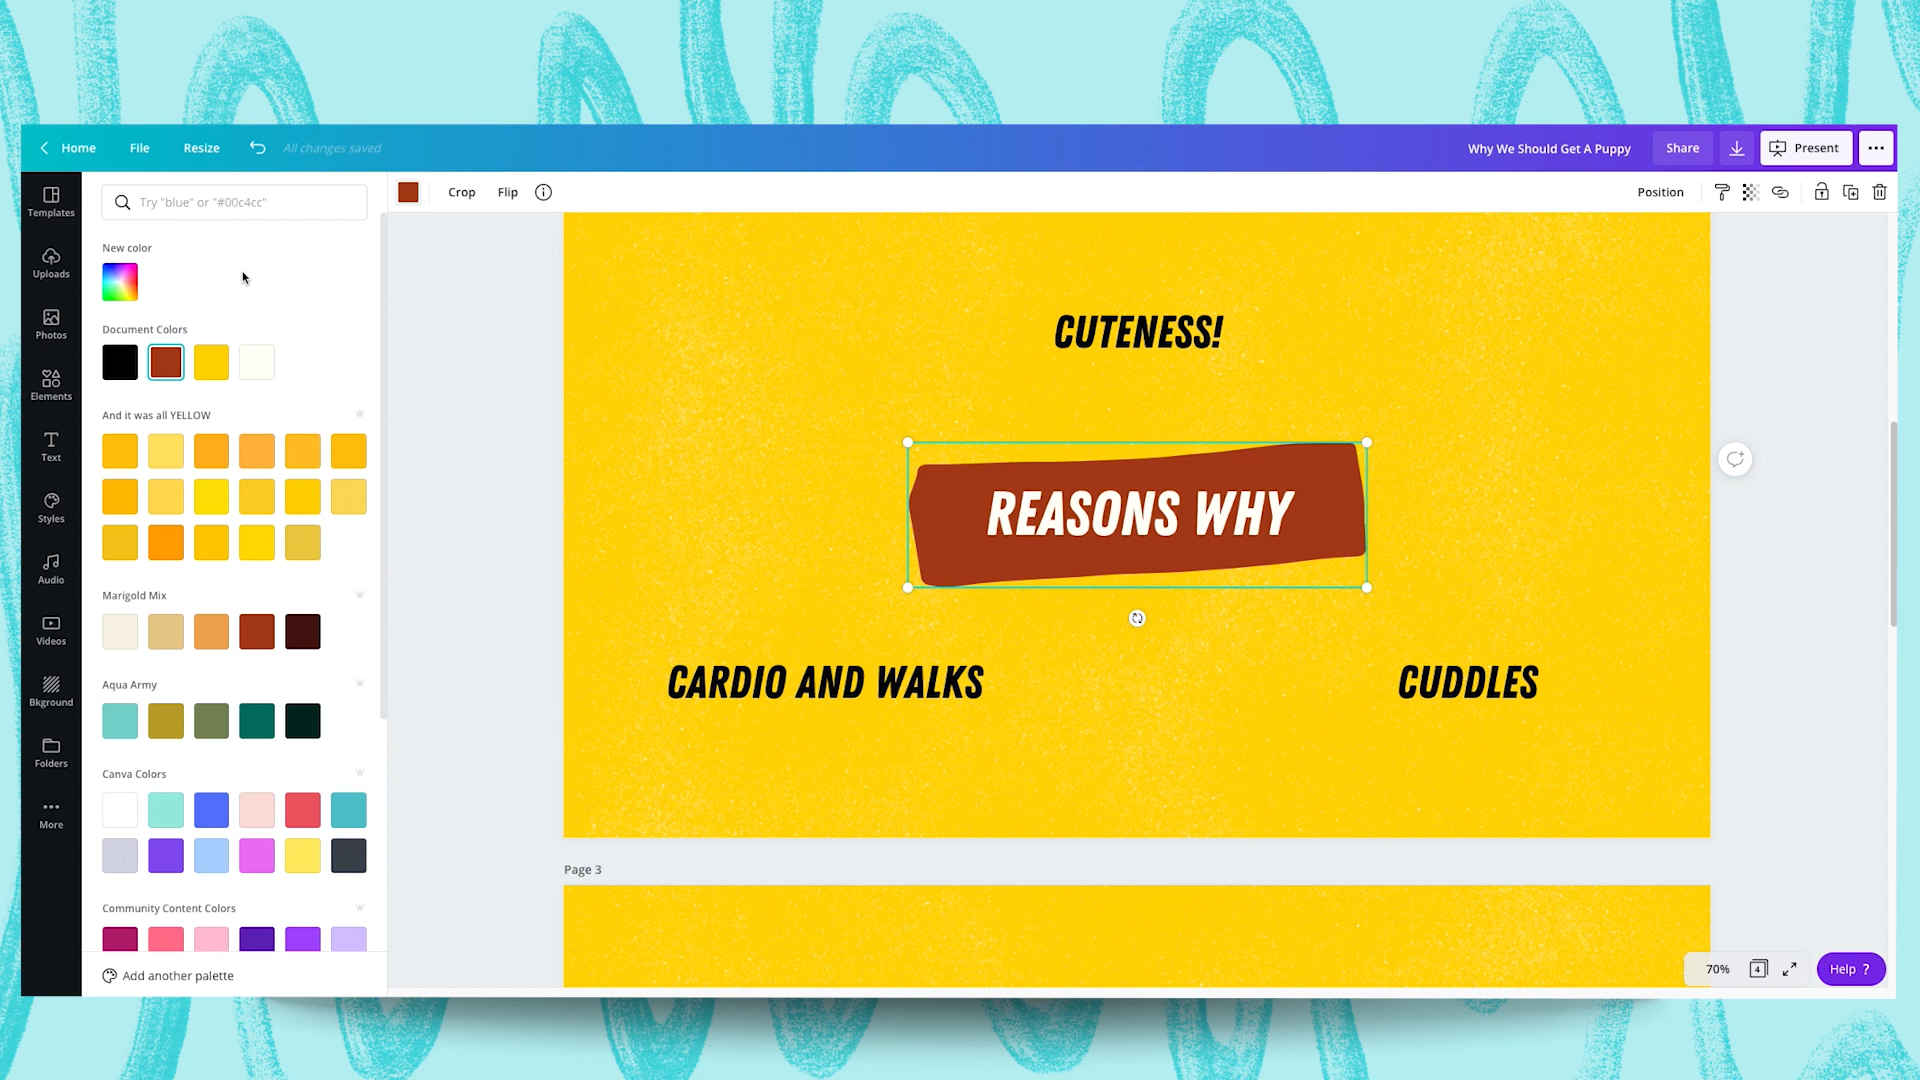 Home File Resize All changes saved Why We Should Get A Puppy Share Present
Templates
Uploads
Photos
Elements
Text
Styles
Audio
Videos
Bkground
Folders
More
Try "blue" or "#00c4cc"
New color
Document Colors
And it was all YELLOW
Marigold Mix
Aqua Army
Canva Colors
Community Content Colors
Add another palette
Crop Flip Position
CUTENESS!
REASONS WHY
CARDIO AND WALKS CUDDLES
Page 3
70% 4 Help ?